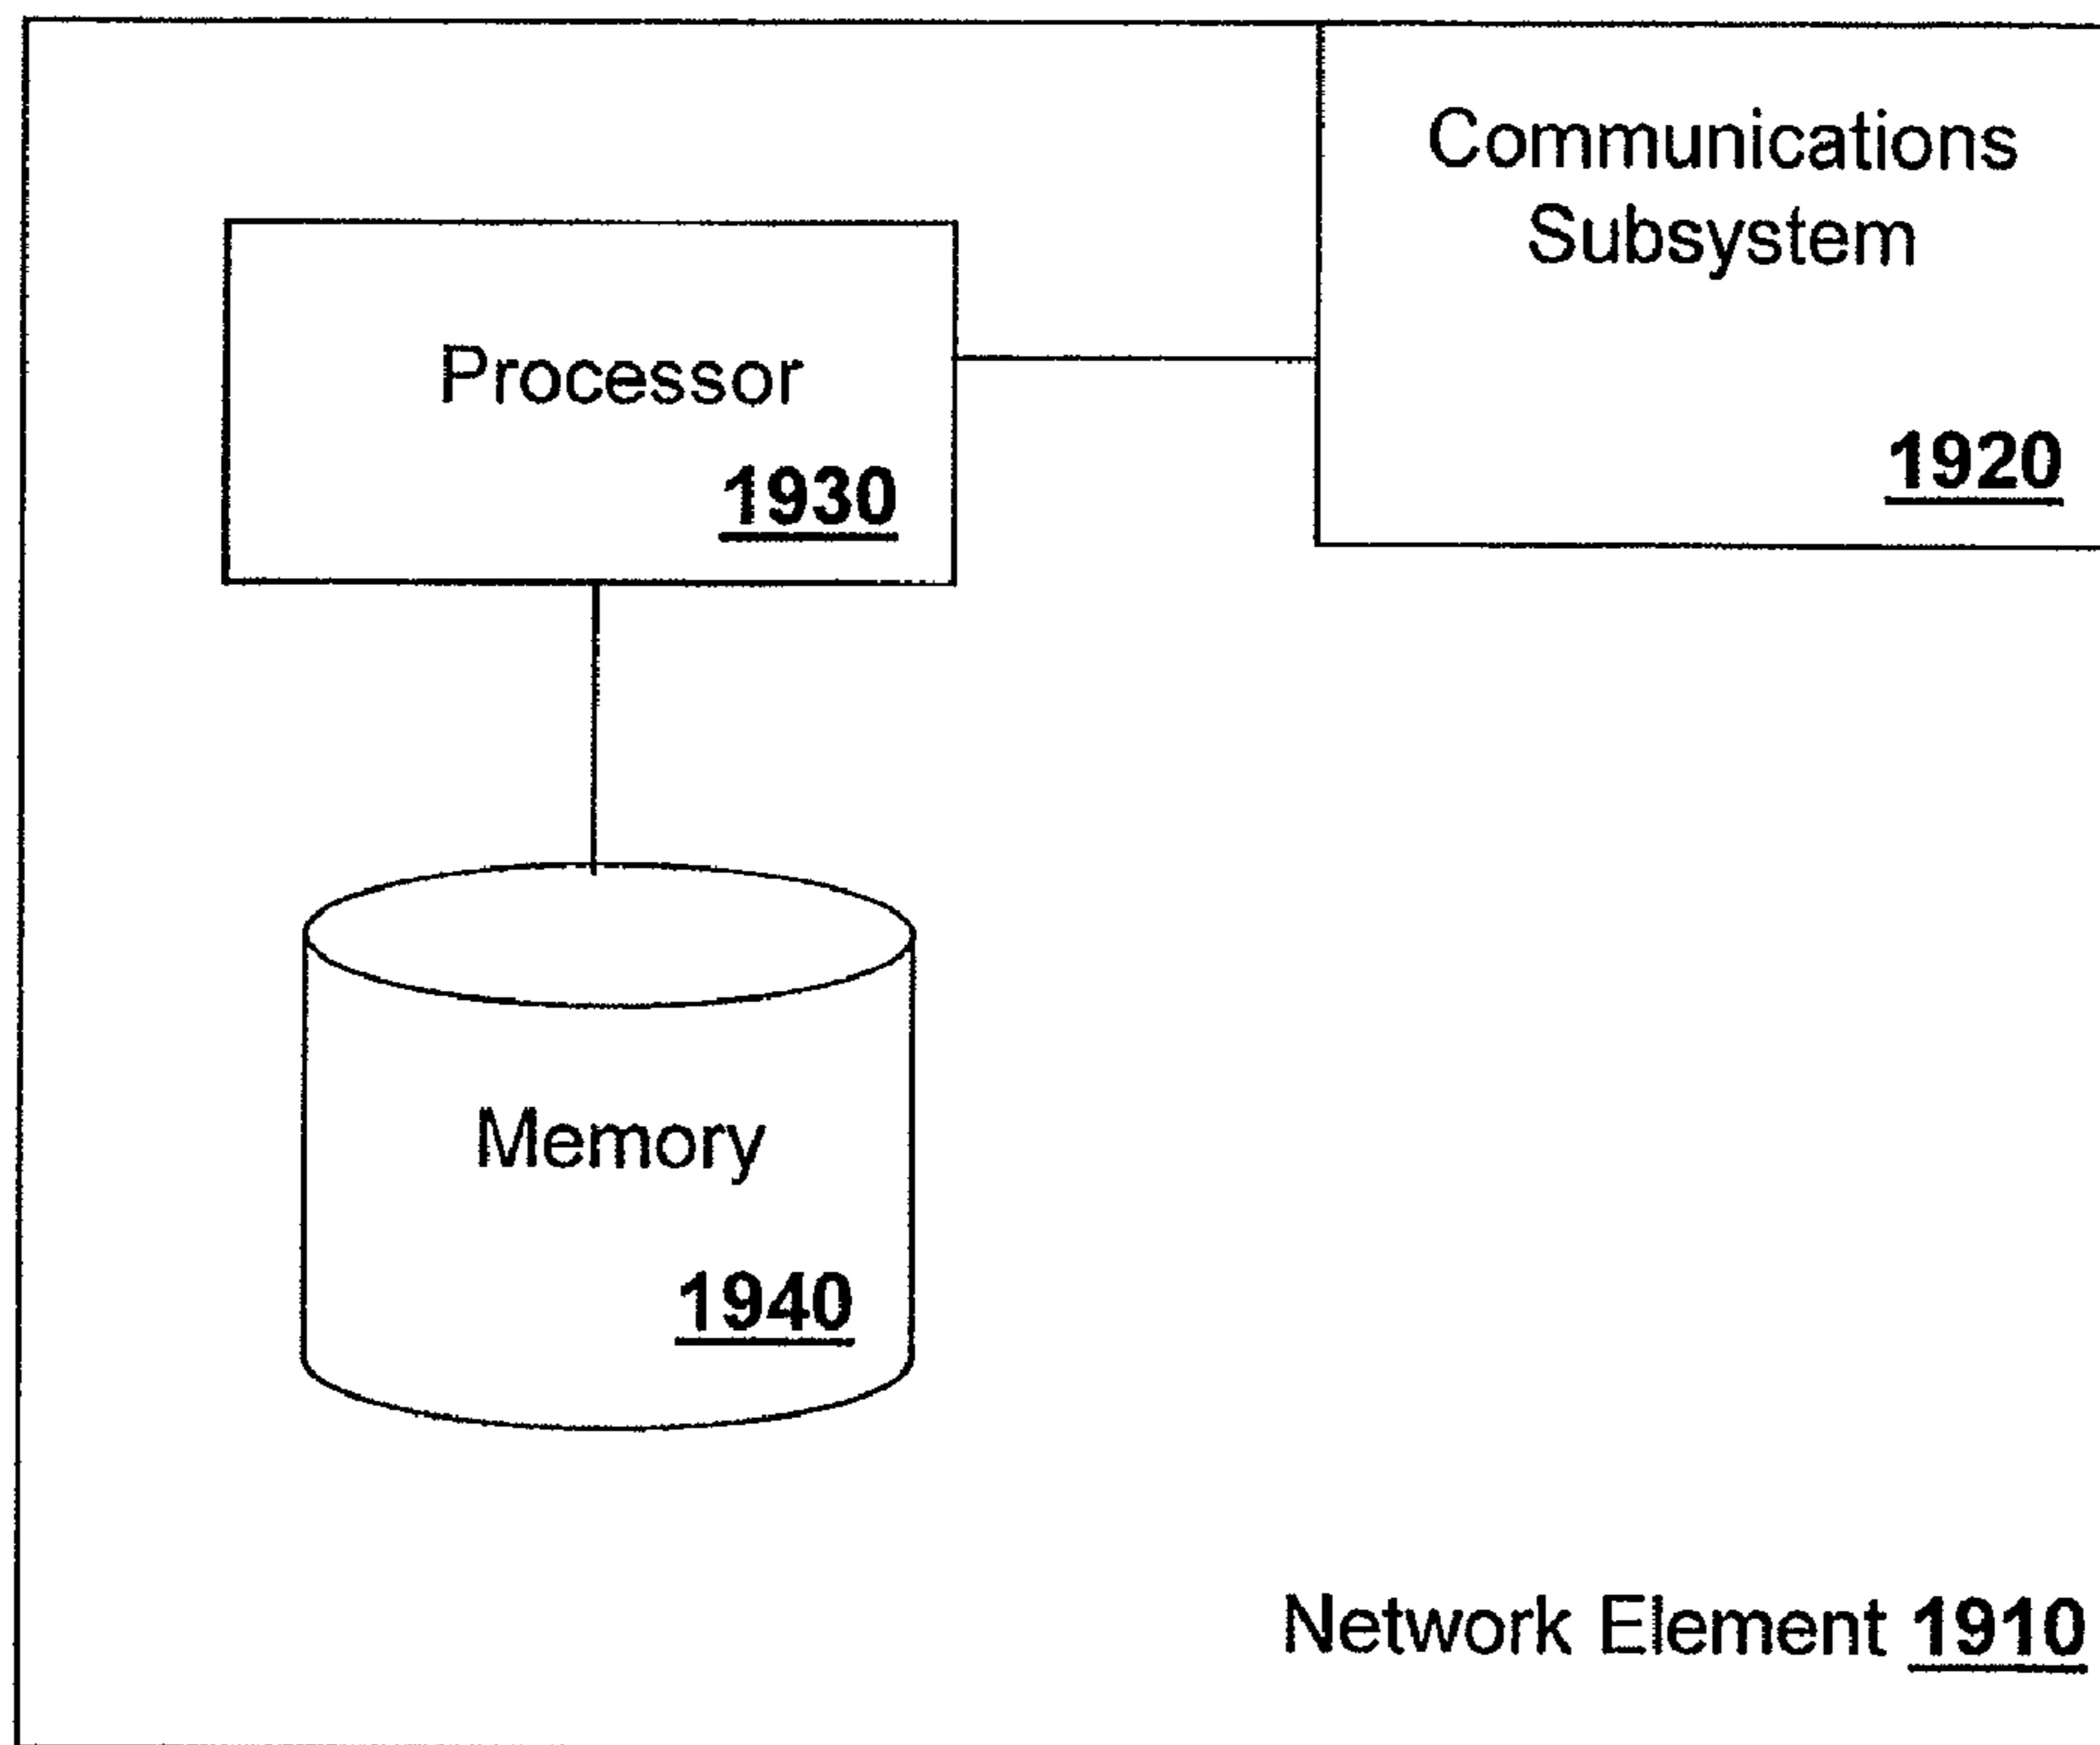 Communications
Subsystem
1920
Processor
1930
Memory
1940
Network Element 1910